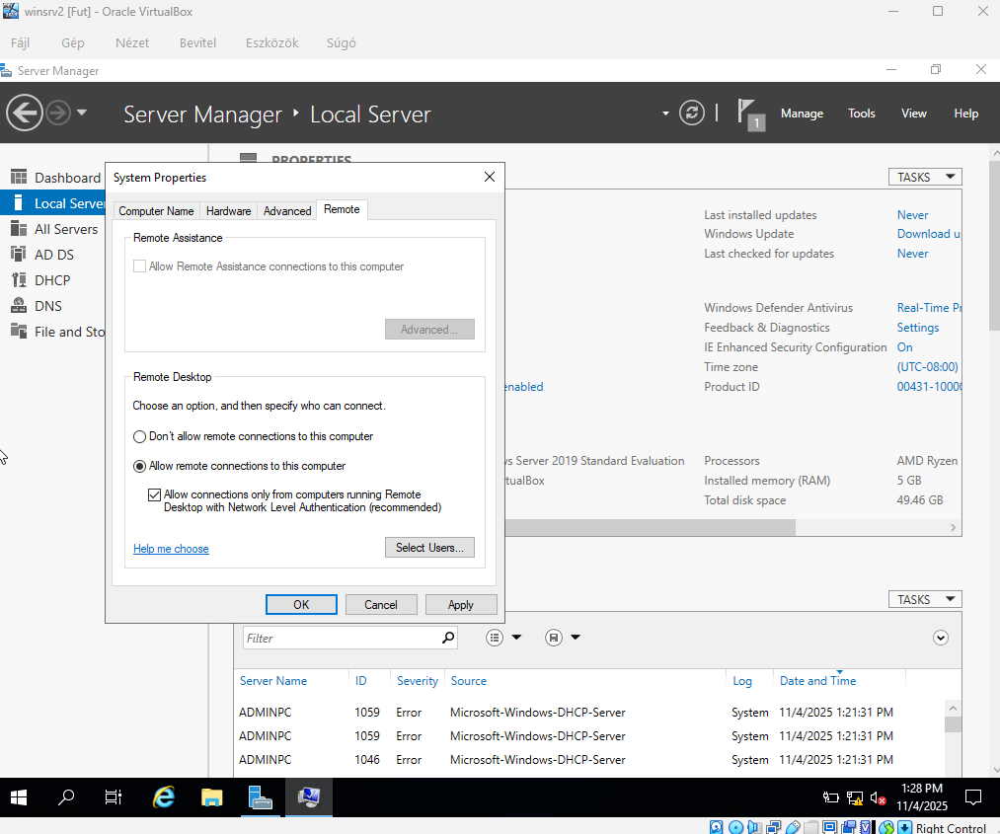 winsrv2 [Fut] - Oracle VirtualBox
Fájl Gép Nézet Bevitel Eszközök Súgó
Server Manager
Server Manager Local Server
1
Manage Tools View Help
Dashboard
Local Server
All Servers
AD DS
DHCP
DNS
File and Sto
PROPERTIES
TASKS
System Properties
Computer Name Hardware Advanced Remote
Remote Assistance
Allow Remote Assistance connections to this computer
Advanced...
Remote Desktop
Choose an option, and then specify who can connect.
Don't allow remote connections to this computer
Allow remote connections to this computer
Allow connections only from computers running Remote
Desktop with Network Level Authentication (recommended)
Help me choose
Select Users...
OK Cancel Apply
Last installed updates Never
Windows Update Download u
Last checked for updates Never
Windows Defender Antivirus Real-Time Pr
Feedback & Diagnostics Settings
IE Enhanced Security Configuration On
Time zone (UTC-08:00)
enabled Product ID 00431-1000
vs Server 2019 Standard Evaluation Processors AMD Ryzen
rtualBox Installed memory (RAM) 5 GB
Total disk space 49.46 GB
TASKS
Filter
Server Name ID Severity Source Log Date and Time
ADMINPC 1059 Error Microsoft-Windows-DHCP-Server System 11/4/2025 1:21:31 PM
ADMINPC 1059 Error Microsoft-Windows-DHCP-Server System 11/4/2025 1:21:31 PM
ADMINPC 1046 Error Microsoft-Windows-DHCP-Server System 11/4/2025 1:21:31 PM
1:28 PM
11/4/2025
Right Control